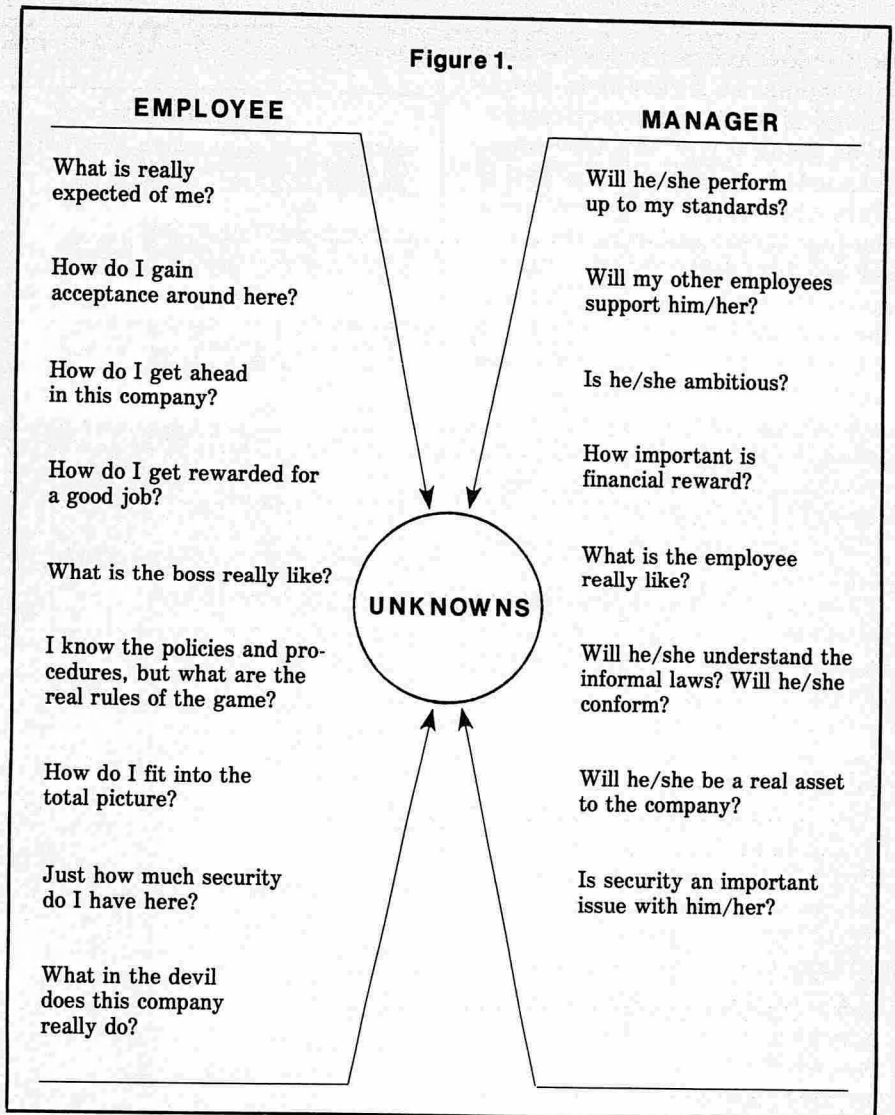 Figure 1.
EMPLOYEE
What is really
expected of me?
How do I gain
acceptance around here?
How do I get ahead
in this company?
How do I get rewarded for
a good job?
What is the boss really like?
I know the policies and pro-
cedures, but what are the
real rules of the game?
How do I fit into the
total picture?
Just how much security
do I have here?
What in the devil
does this company
really do?
UNKNOWNS
MANAGER
Will he/she perform
up to my standards?
Will my other employees
support him/her?
Is he/she ambitious?
How important is
financial reward?
What is the employee
really like?
Will he/she understand the
informal laws? Will he/she
conform?
Will he/she be a real asset
to the company?
Is security an important
issue with him/her?